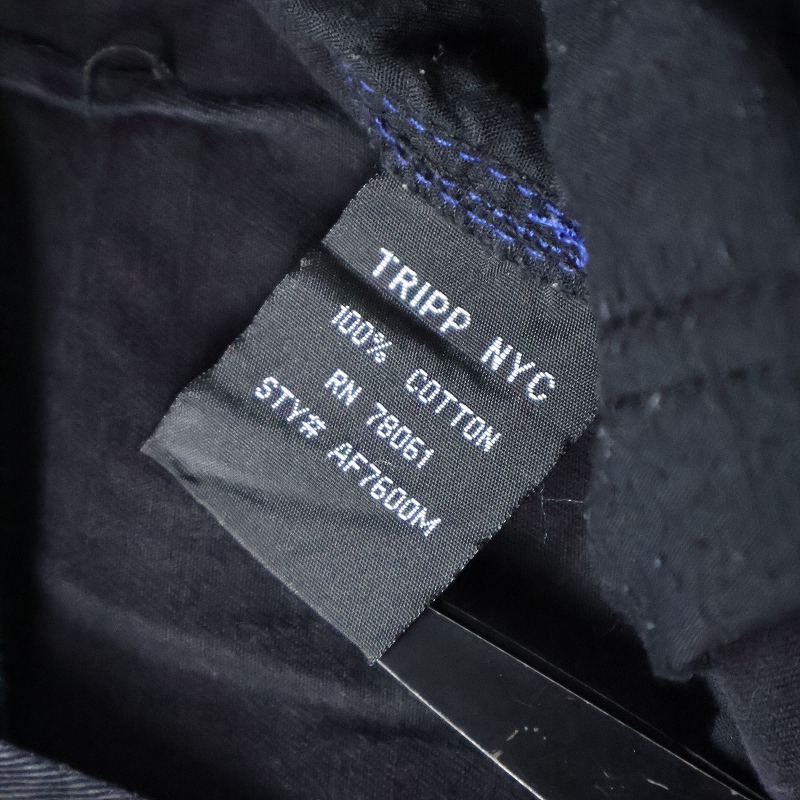 TRIPP NYC
100% COTTON
RN 78061
STY# AF7600M